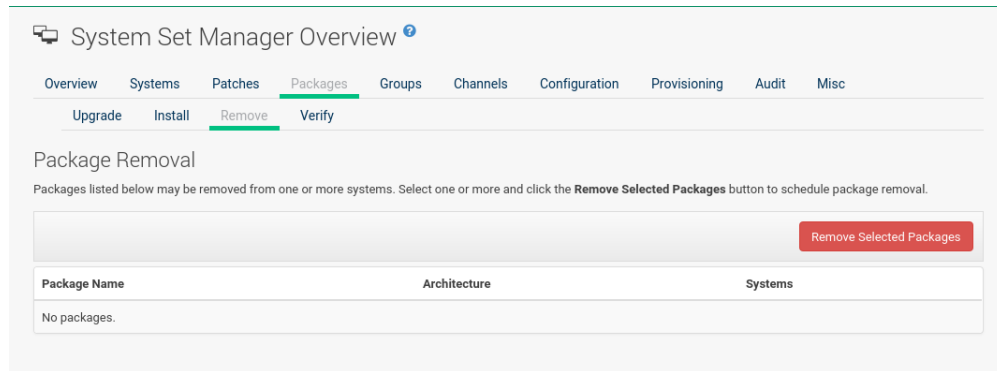 System Set Manager Overview ?
Overview Systems Patches Packages Groups Channels Configuration Provisioning Audit Misc
Upgrade Install Remove Verify
Package Removal
Packages listed below may be removed from one or more systems. Select one or more and click the Remove Selected Packages button to schedule package removal.
Remove Selected Packages
Package Name Architecture Systems
No packages.